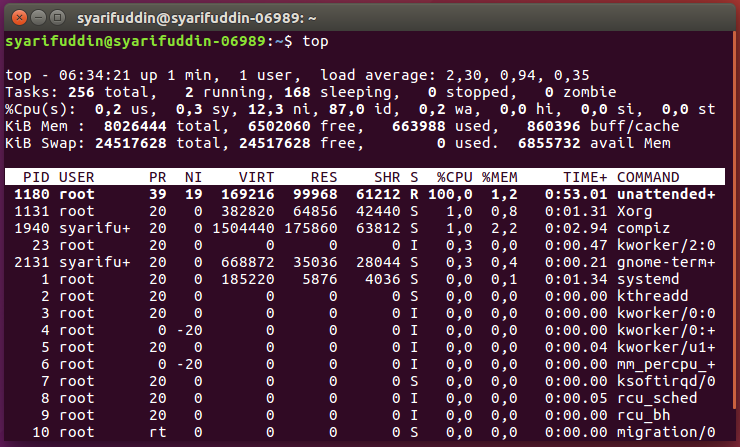 syarifuddin@syarifuddin-06989: ~
syarifuddin@syarifuddin-06989:~$ top
top - 06:34:21 up 1 min,  1 user,  load average: 2,30, 0,94, 0,35
Tasks: 256 total,   2 running, 168 sleeping,   0 stopped,   0 zombie
%Cpu(s):  0,2 us,  0,3 sy, 12,3 ni, 87,0 id,  0,2 wa,  0,0 hi,  0,0 si,  0,0 st
KiB Mem :  8026444 total,  6502060 free,   663988 used,   860396 buff/cache
KiB Swap: 24517628 total, 24517628 free,        0 used.  6855732 avail Mem
PID USER      PR  NI    VIRT    RES    SHR S  %CPU %MEM     TIME+ COMMAND
1180 root      39  19  169216  99968  61212 R 100,0  1,2   0:53.01 unattended+
1131 root      20   0  382820  64856  42440 S   1,0  0,8   0:01.31 Xorg
1940 syarifu+  20   0 1504440 175860  63812 S   1,0  2,2   0:02.94 compiz
23 root      20   0       0      0      0 I   0,3  0,0   0:00.47 kworker/2:0
2131 syarifu+  20   0  668872  35036  28044 S   0,3  0,4   0:00.21 gnome-term+
1 root      20   0  185220   5876   4036 S   0,0  0,1   0:01.34 systemd
2 root      20   0       0      0      0 S   0,0  0,0   0:00.00 kthreadd
3 root      20   0       0      0      0 I   0,0  0,0   0:00.00 kworker/0:0
4 root       0 -20       0      0      0 I   0,0  0,0   0:00.00 kworker/0:+
5 root      20   0       0      0      0 I   0,0  0,0   0:00.04 kworker/u1+
6 root       0 -20       0      0      0 I   0,0  0,0   0:00.00 mm_percpu_+
7 root      20   0       0      0      0 S   0,0  0,0   0:00.00 ksoftirqd/0
8 root      20   0       0      0      0 I   0,0  0,0   0:00.05 rcu_sched
9 root      20   0       0      0      0 I   0,0  0,0   0:00.00 rcu_bh
10 root      rt   0       0      0      0 S   0,0  0,0   0:00.00 migration/0